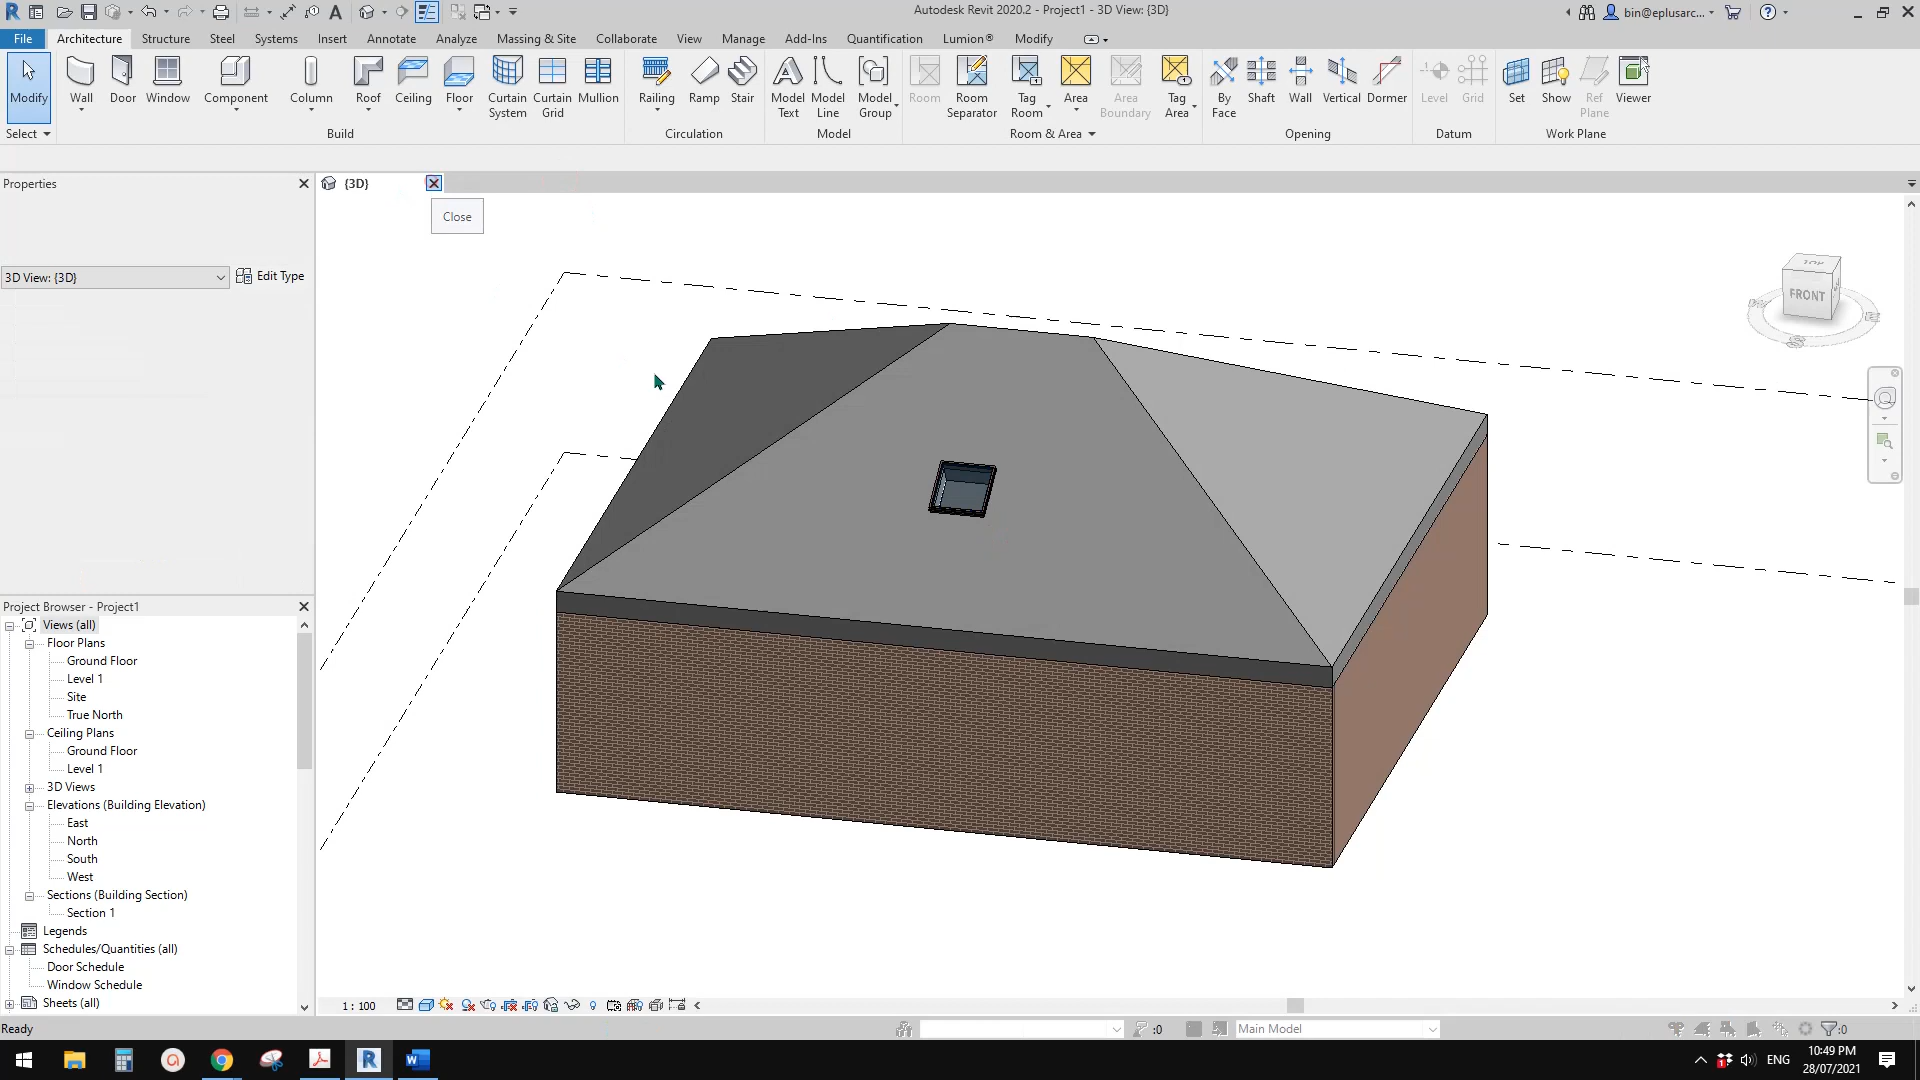 Autodesk Revit 2020.2 - Project1 - 3D View: {3D}
bin@eplusarc...
File Architecture Structure Steel Systems Insert Annotate Analyze Massing & Site Collaborate View Manage Add-Ins Quantification Lumion® Modify
Modify Wall Door Window Component Column Roof Ceiling Floor Curtain System Curtain Grid Mullion Railing Ramp Stair Model Text Model Line Model Group Room Room Separator Tag Room Area Area Boundary Tag Area By Face Shaft Wall Vertical Dormer Level Grid Set Show Ref Plane Viewer
Select Build Circulation Model Room & Area Opening Datum Work Plane
Properties
{3D}
Close
3D View: {3D}
Edit Type
TOP
FRONT
Project Browser - Project1
Views (all)
Floor Plans
Ground Floor
Level 1
Site
True North
Ceiling Plans
Ground Floor
Level 1
3D Views
Elevations (Building Elevation)
East
North
South
West
Sections (Building Section)
Section 1
Legends
Schedules/Quantities (all)
Door Schedule
Window Schedule
Sheets (all)
1 : 100
Ready
:0
Main Model
:0
ENG
10:49 PM
28/07/2021